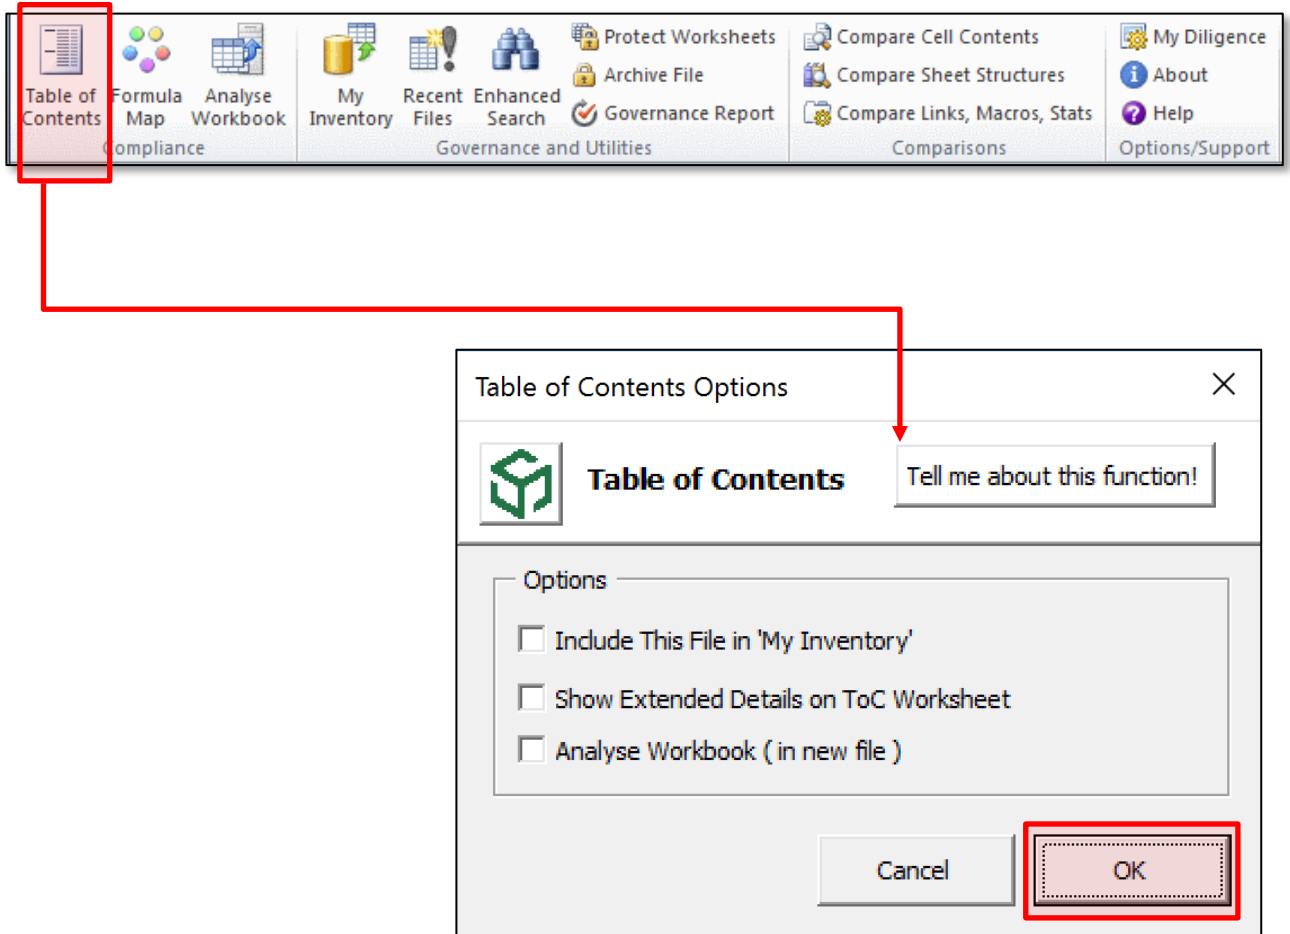 Table of
Contents
Formula
Map
Analyse
Workbook
Compliance
My
Inventory
Recent
Files
Enhanced
Search
Protect Worksheets
Archive File
Governance Report
Governance and Utilities
Compare Cell Contents
Compare Sheet Structures
Compare Links, Macros, Stats
Comparisons
My Diligence
About
Help
Options/Support
Table of Contents Options
Table of Contents
Tell me about this function!
Options
Include This File in 'My Inventory'
Show Extended Details on ToC Worksheet
Analyse Workbook ( in new file )
Cancel
OK